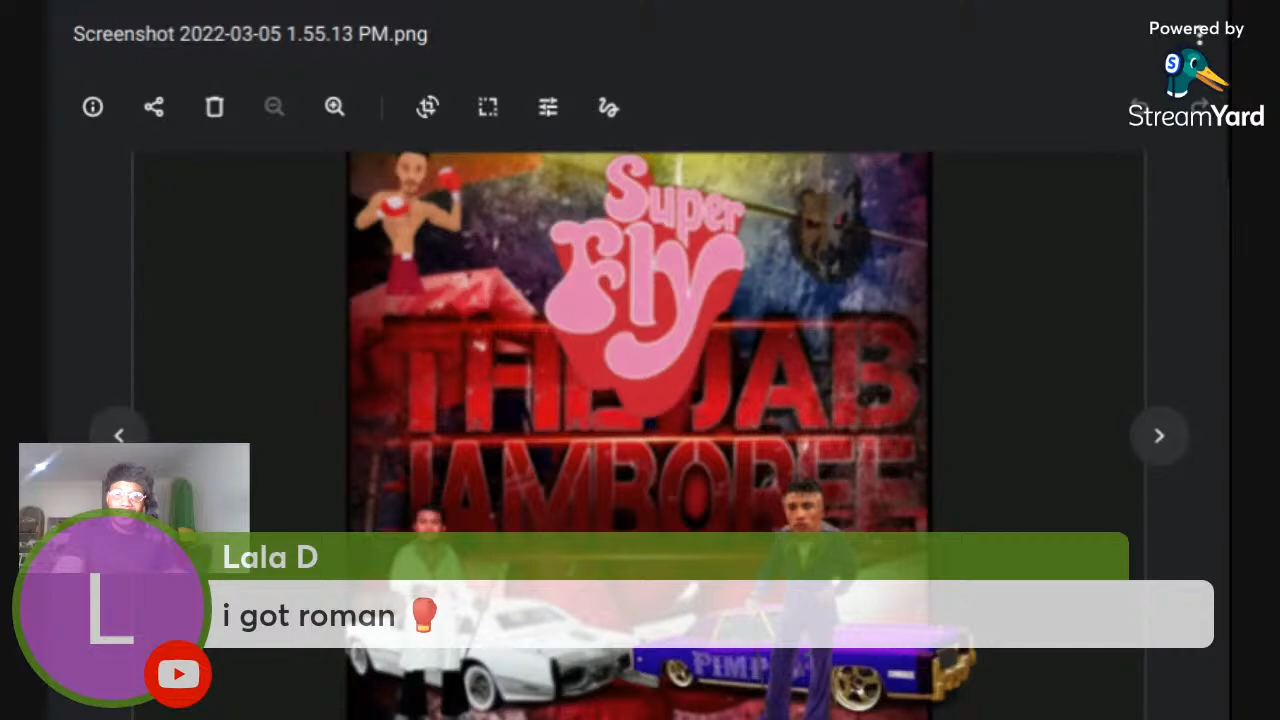 Screenshot 2022-03-05 1.55.13 PM.png
Powered by
StreamYard
Super
Fly
THE JAB
JAMBOREE
Lala D
L
i got roman 🥊